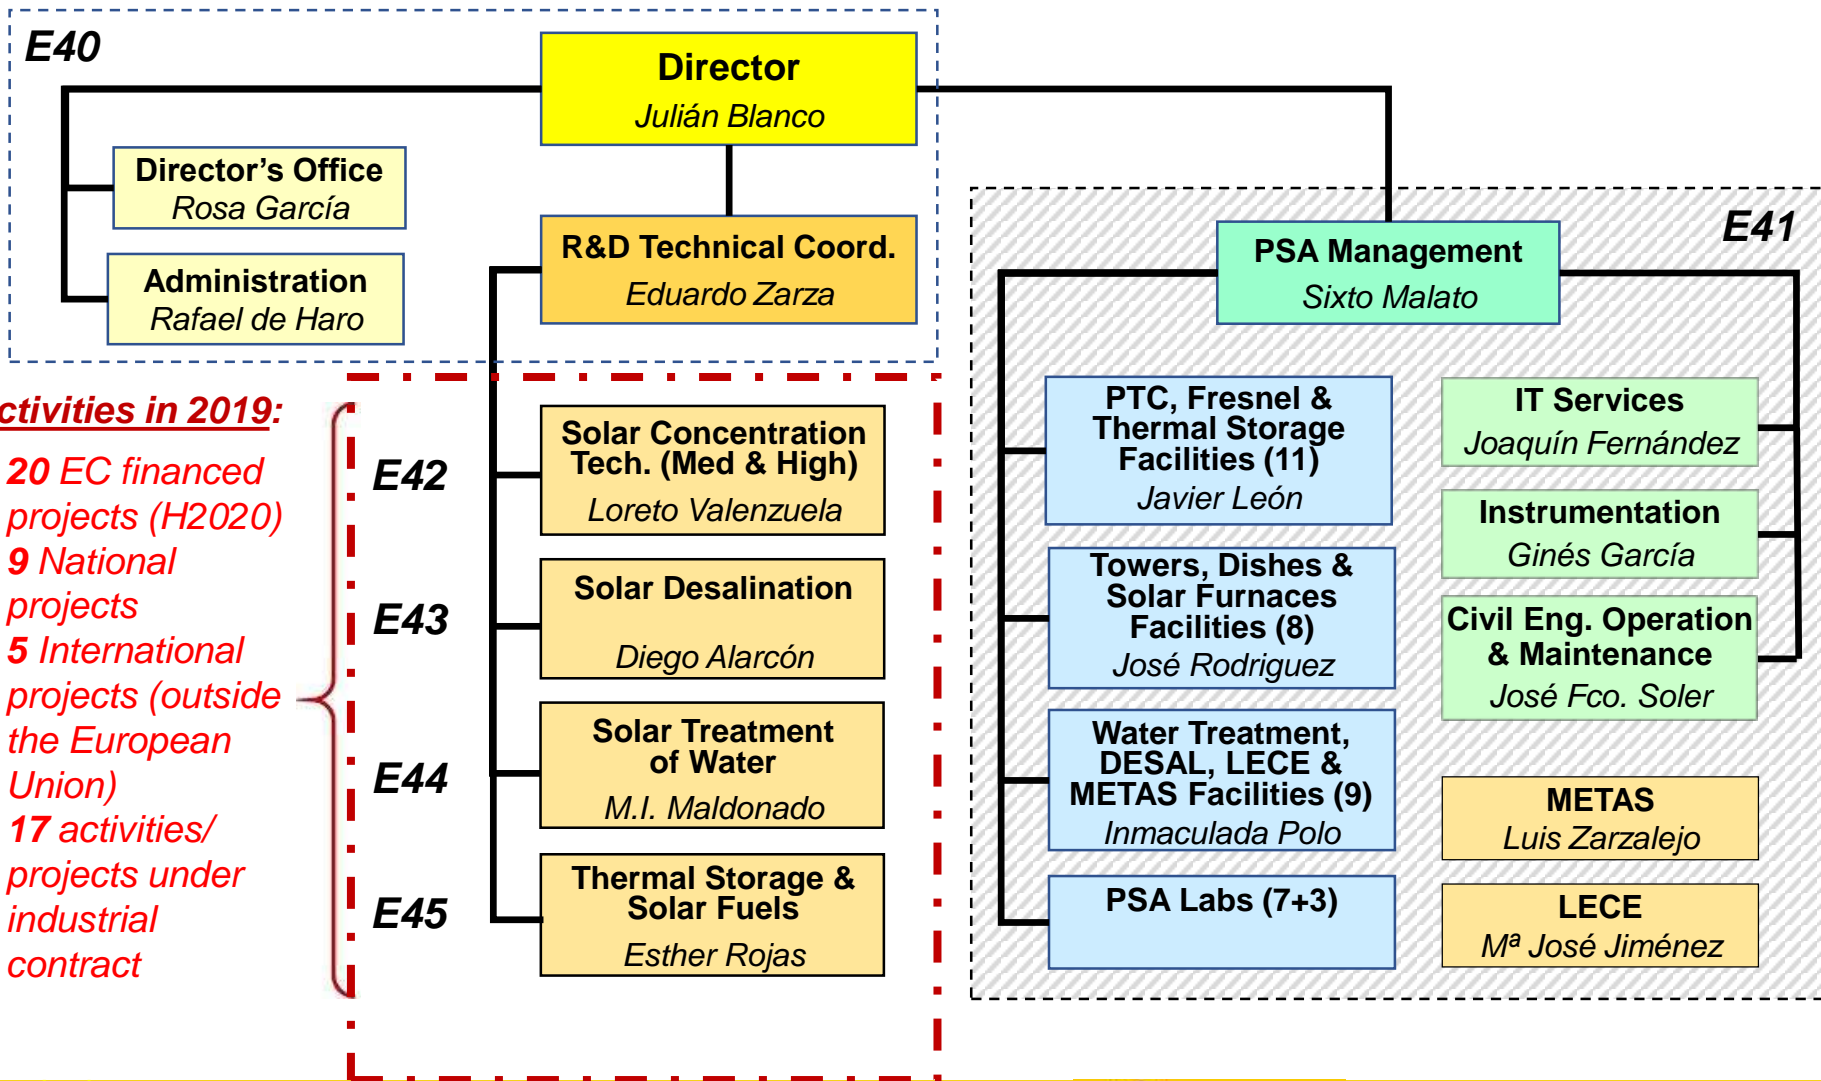 E40
Director
Julián Blanco
Director's Office
Rosa García
Administration
Rafael de Haro
R&D Technical Coord.
Eduardo Zarza
E41
PSA Management
Sixto Malato
ctivities in 2019:
20 EC financed
projects (H2020)
9 National
projects
5 International
projects (outside
the European
Union)
17 activities/
projects under
industrial
contract
E42
Solar Concentration
Tech. (Med & High)
Loreto Valenzuela
E43
Solar Desalination
Diego Alarcón
E44
Solar Treatment
of Water
M.I. Maldonado
E45
Thermal Storage &
Solar Fuels
Esther Rojas
PTC, Fresnel &
Thermal Storage
Facilities (11)
Javier León
Towers, Dishes &
Solar Furnaces
Facilities (8)
José Rodriguez
Water Treatment,
DESAL, LECE &
METAS Facilities (9)
Inmaculada Polo
PSA Labs (7+3)
IT Services
Joaquín Fernández
Instrumentation
Ginés García
Civil Eng. Operation
& Maintenance
José Fco. Soler
METAS
Luis Zarzalejo
LECE
Mª José Jiménez